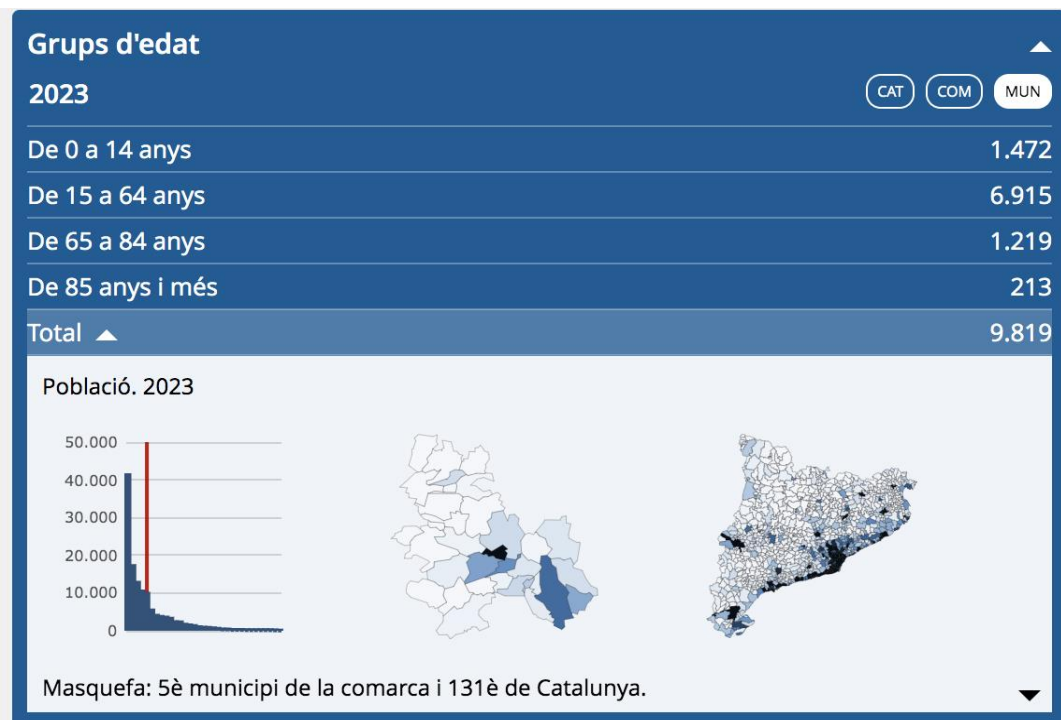 Grups d'edat
2023 CAT COM MUN
De 0 a 14 anys 1.472
De 15 a 64 anys 6.915
De 65 a 84 anys 1.219
De 85 anys i més 213
Total 9.819
Població. 2023
50.000
40.000
30.000
20.000
10.000
0
Masquefa: 5è municipi de la comarca i 131è de Catalunya.